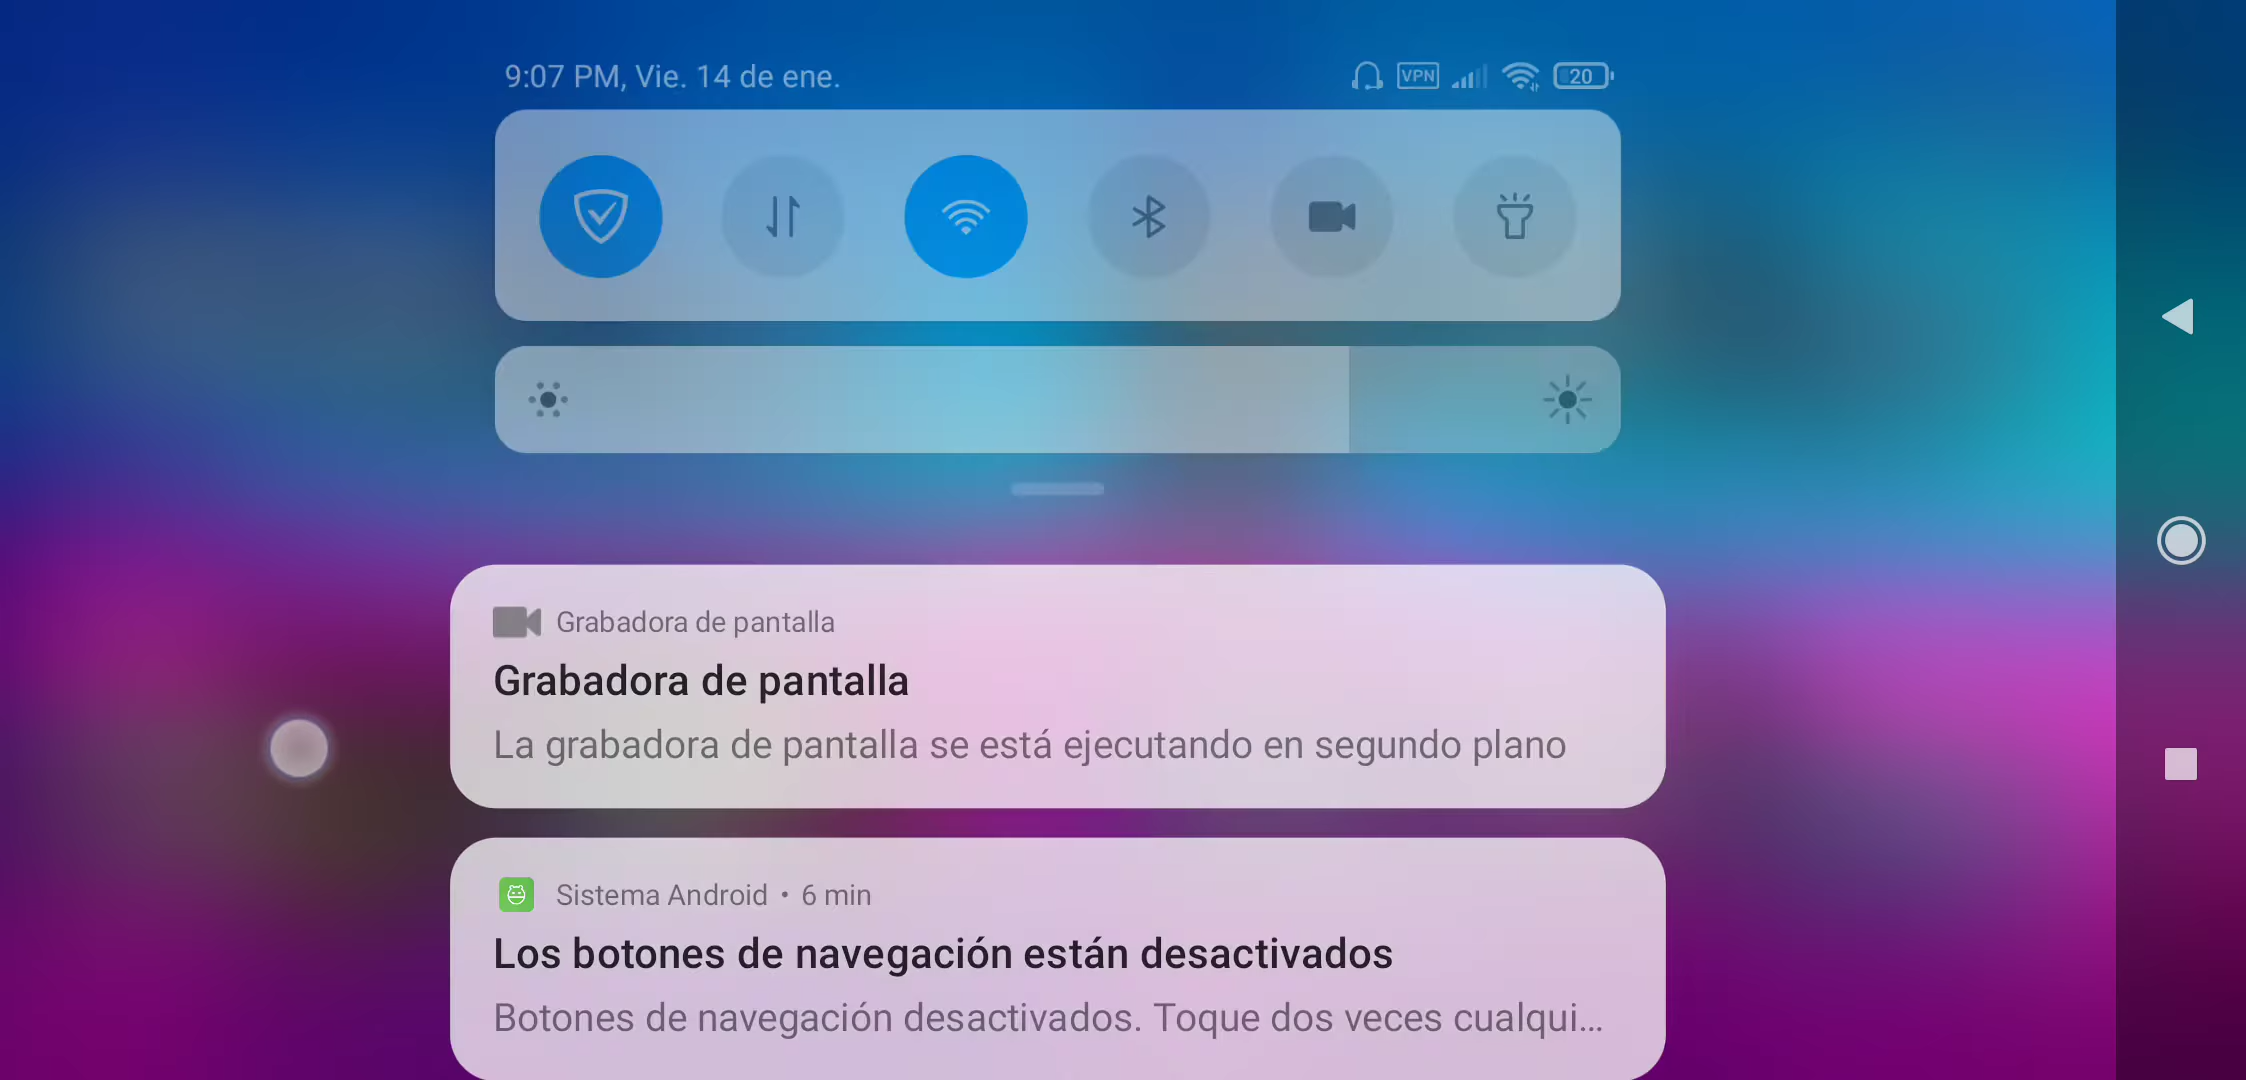 9:07 PM, Vie. 14 de ene.
VPN
20
Grabadora de pantalla
Grabadora de pantalla
La grabadora de pantalla se está ejecutando en segundo plano
Sistema Android • 6 min
Los botones de navegación están desactivados
Botones de navegación desactivados. Toque dos veces cualqui...